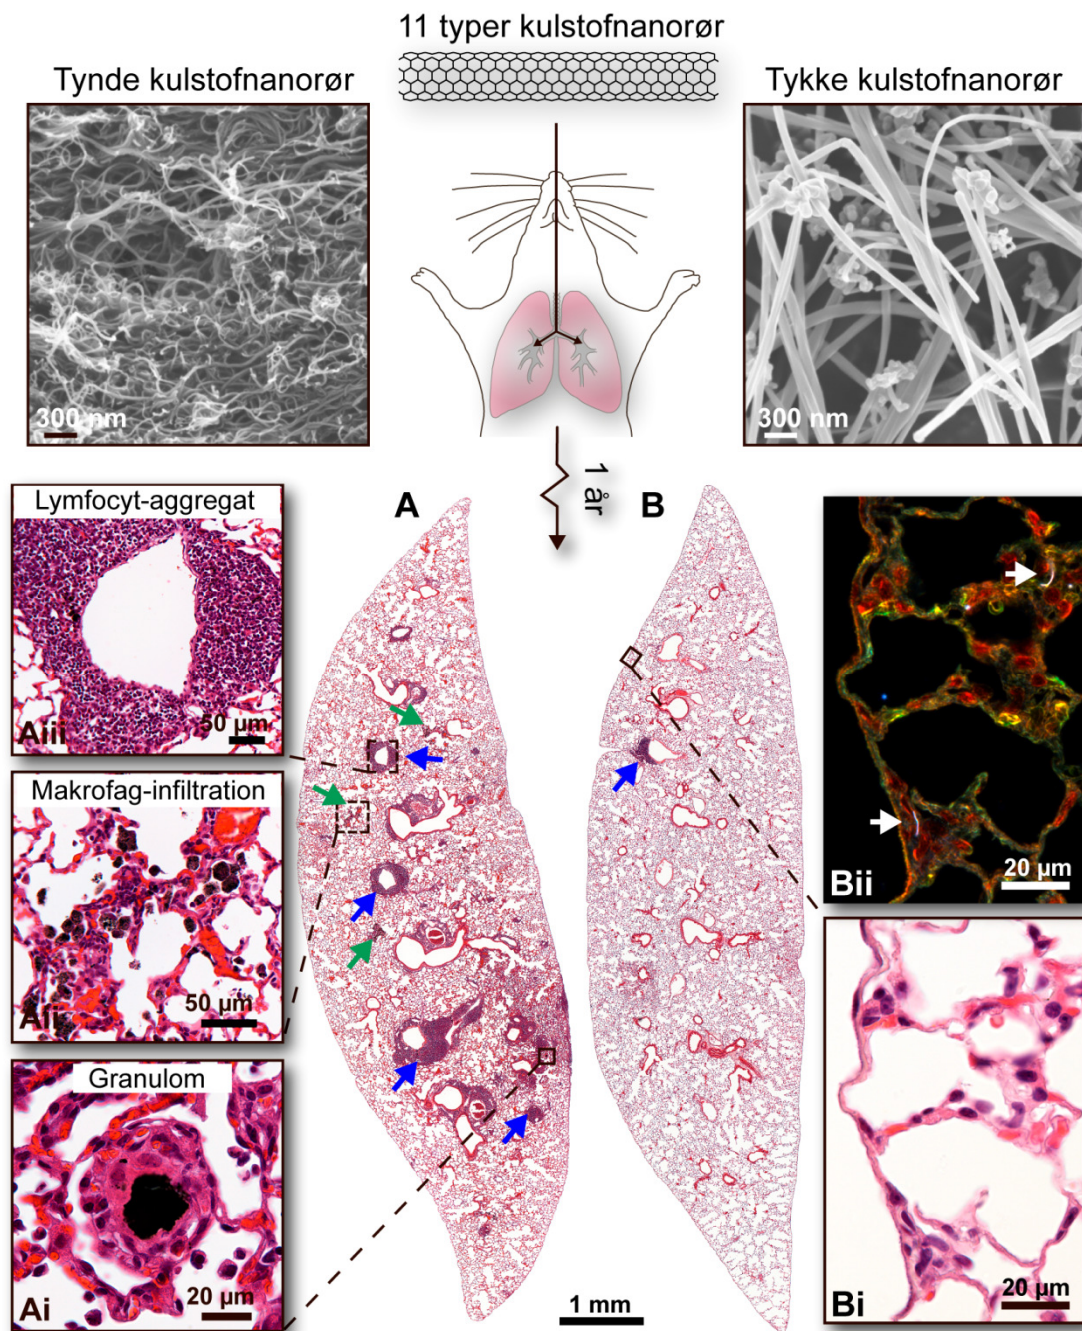 11 typer kulstofnanorør
Tynde kulstofnanorør
Tykke kulstofnanorør
300 nm
300 nm
1 år
A
B
Lymfocyt-aggregat
50 µm
Aiii
Makrofag-infiltration
50 µm
Aii
Granulom
20 µm
Ai
1 mm
20 µm
Bii
20 µm
Bi